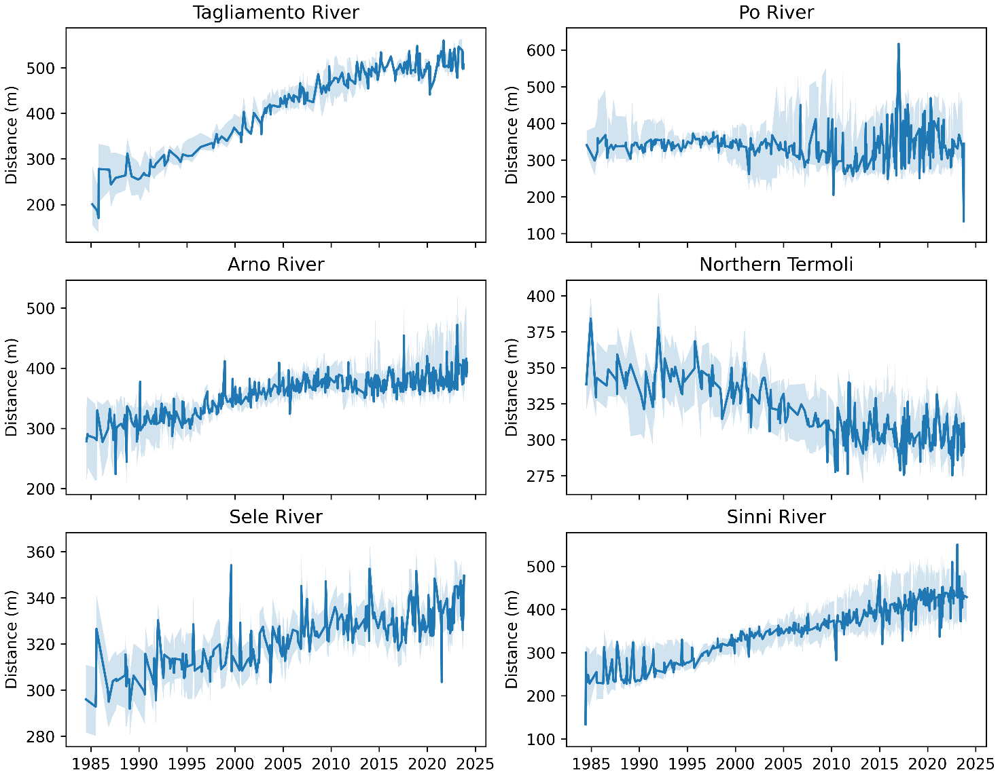 Tagliamento River
Po River
Distance (m)
500
400
300
200
Distance (m)
600
500
400
300
200
100
Arno River
Northern Termoli
Distance (m)
500
400
300
200
Distance (m)
400
375
350
325
300
275
Sele River
Sinni River
Distance (m)
360
340
320
300
280
Distance (m)
500
400
300
200
100
1985 1990 1995 2000 2005 2010 2015 2020 2025
1985 1990 1995 2000 2005 2010 2015 2020 2025